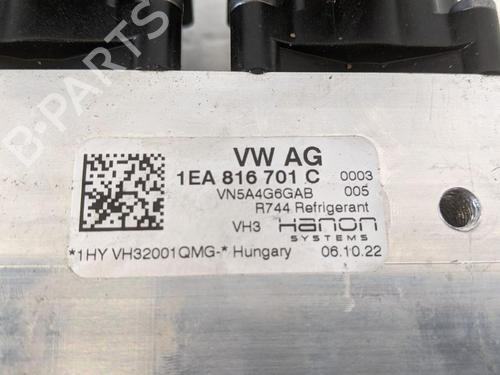 VW AG
1EA 816 701 C 0003
VN5A4G6GAB 005
R744 Refrigerant
VH3 Hanon
SYSTEMS
*1HY VH32001QMG-* Hungary 06.10.22
B-PARTS